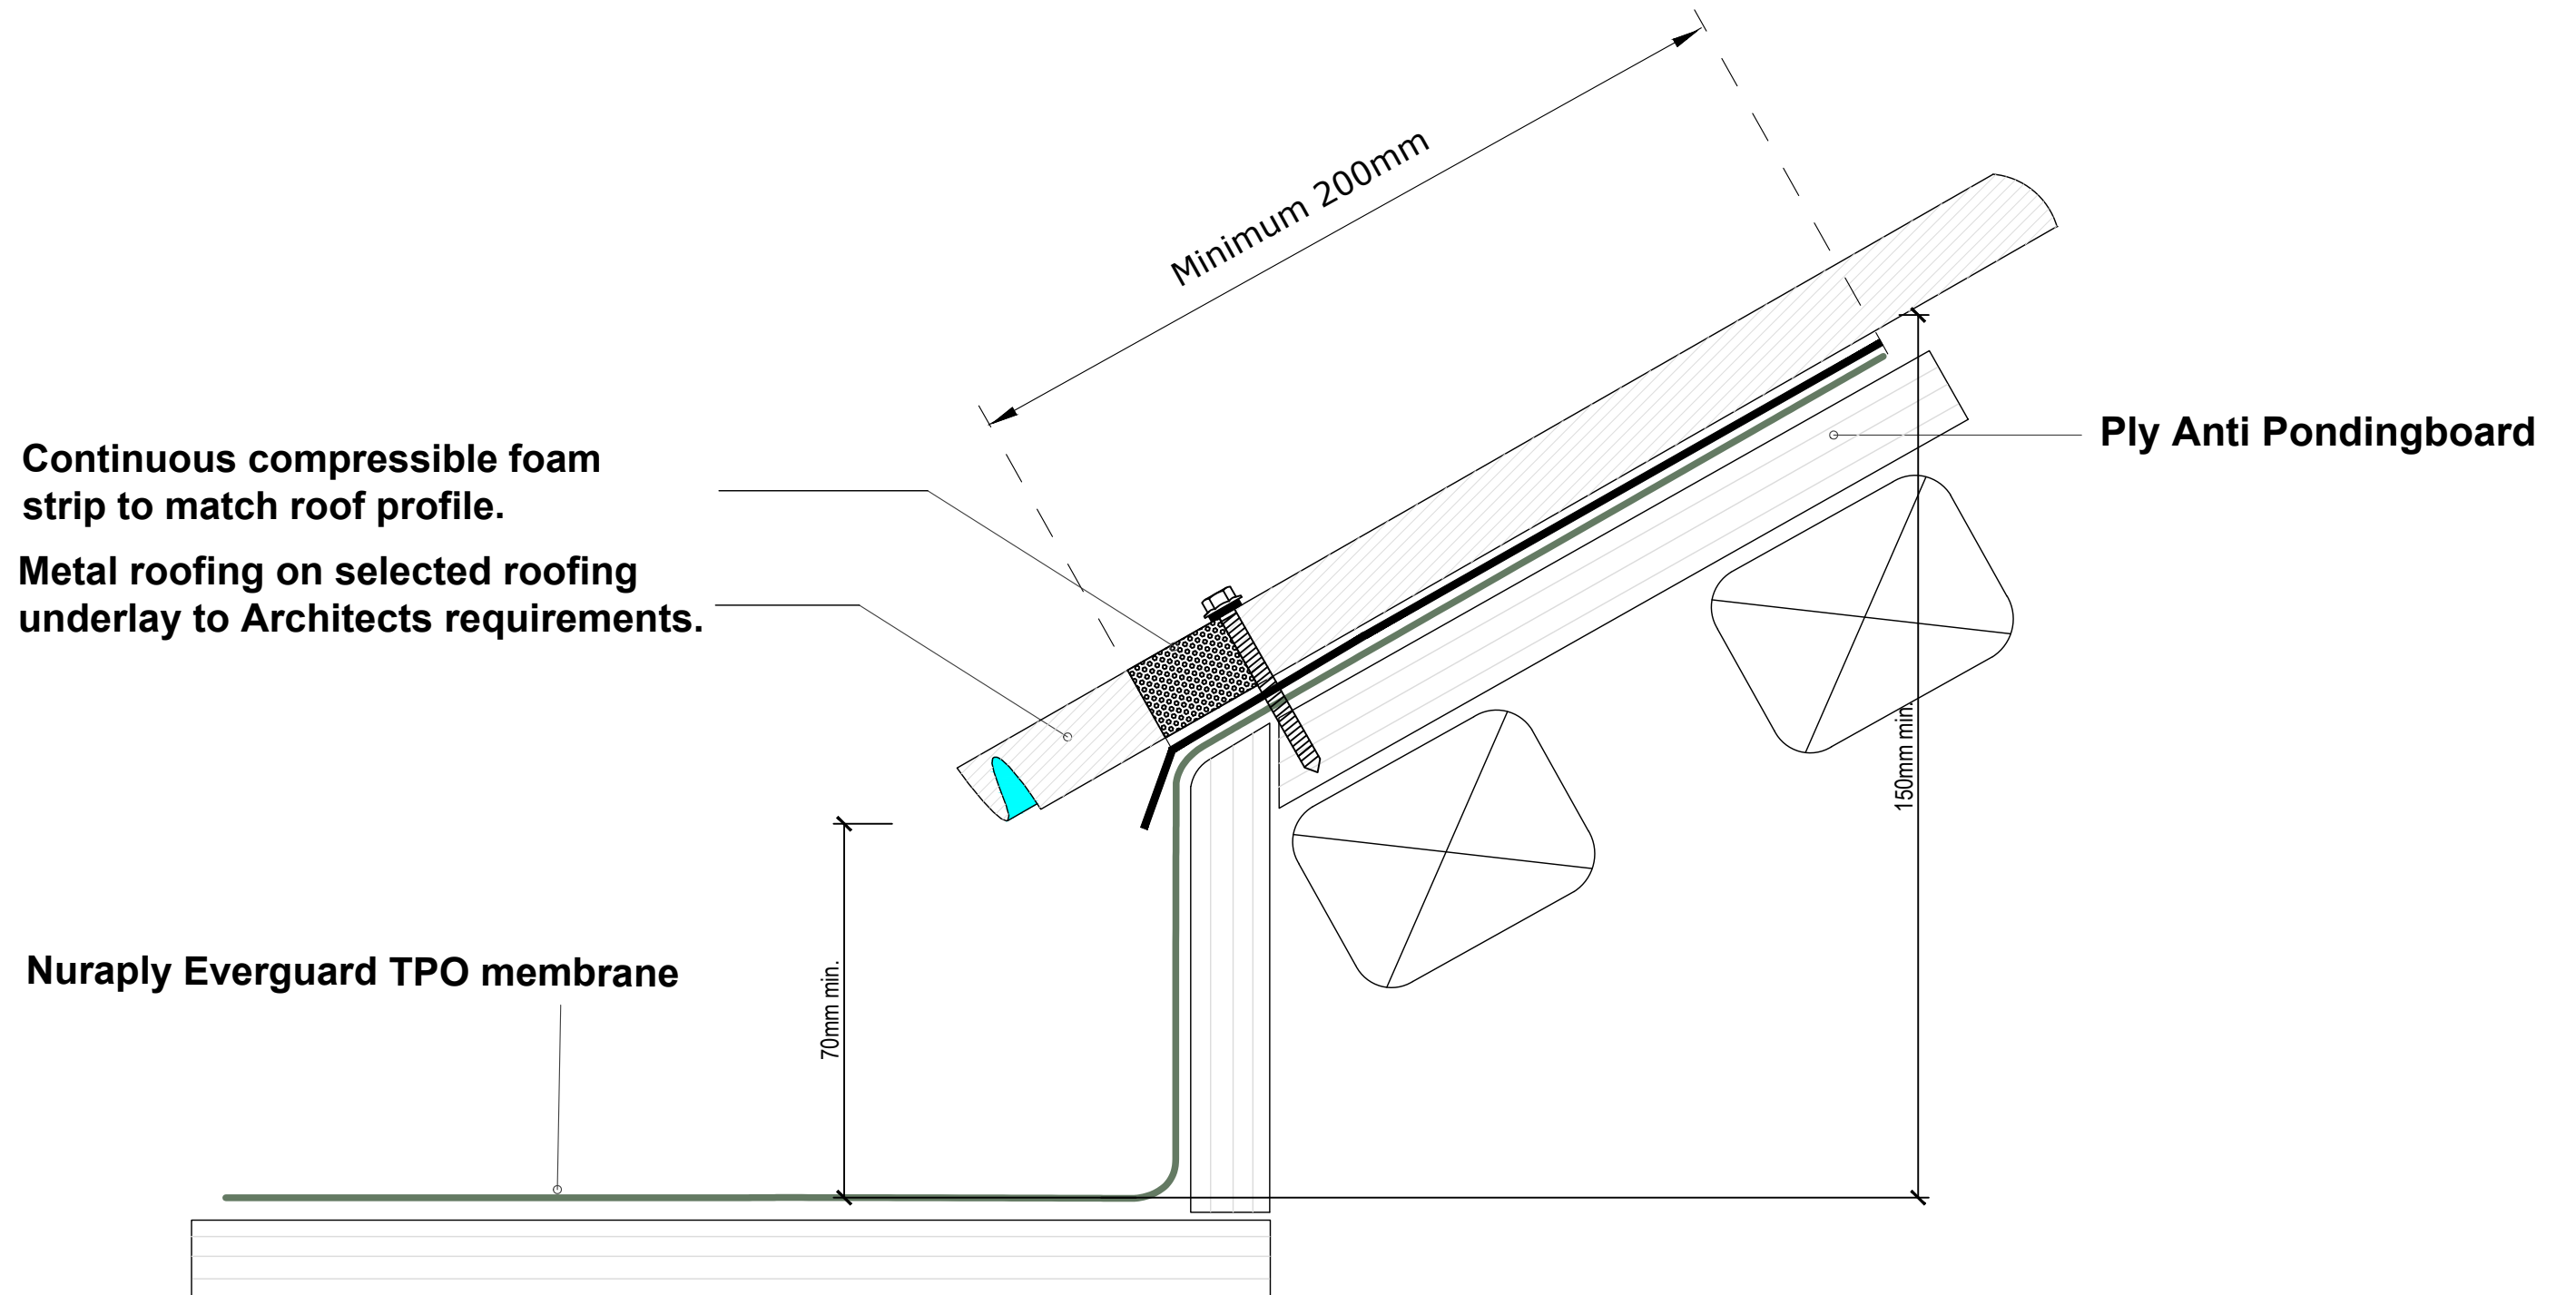 Minimum 200mm
Continuous compressible foam
strip to match roof profile.
Metal roofing on selected roofing
underlay to Architects requirements.
Ply Anti Pondingboard
150mm min.
70mm min.
Nuraply Everguard TPO membrane